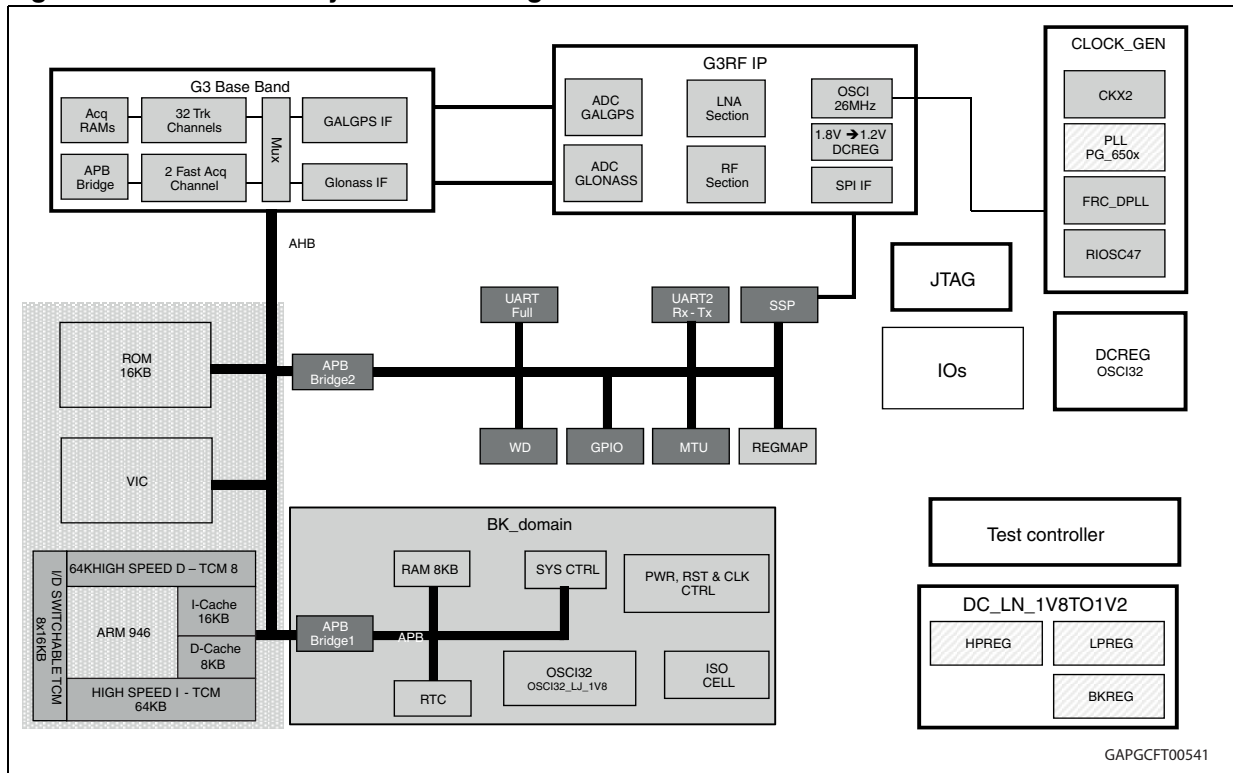 G3 Base Band
Acq
RAMs
32 Trk
Channels
Mux
GALGPS IF
APB
Bridge
2 Fast Acq
Channel
Glonass IF
G3RF IP
ADC
GALGPS
LNA
Section
OSCI
26MHz
1.8V ➔1.2V
DCREG
ADC
GLONASS
RF
Section
SPI IF
CLOCK_GEN
CKX2
PLL
PG_650x
FRC_DPLL
RIOSC47
AHB
JTAG
UART
Full
UART2
Rx - Tx
SSP
ROM
16KB
APB
Bridge2
IOs
DCREG
OSCI32
WD
GPIO
MTU
REGMAP
VIC
BK_domain
Test controller
64KHIGH SPEED D – TCM 8
I/D SWITCHABLE TCM
8x16KB
ARM 946
I-Cache
16KB
D-Cache
8KB
HIGH SPEED I - TCM
64KB
RAM 8KB
SYS CTRL
PWR, RST & CLK
CTRL
APB
Bridge1
APB
OSCI32
OSCI32_LJ_1V8
ISO
CELL
RTC
DC_LN_1V8TO1V2
HPREG
LPREG
BKREG
GAPGCFT00541